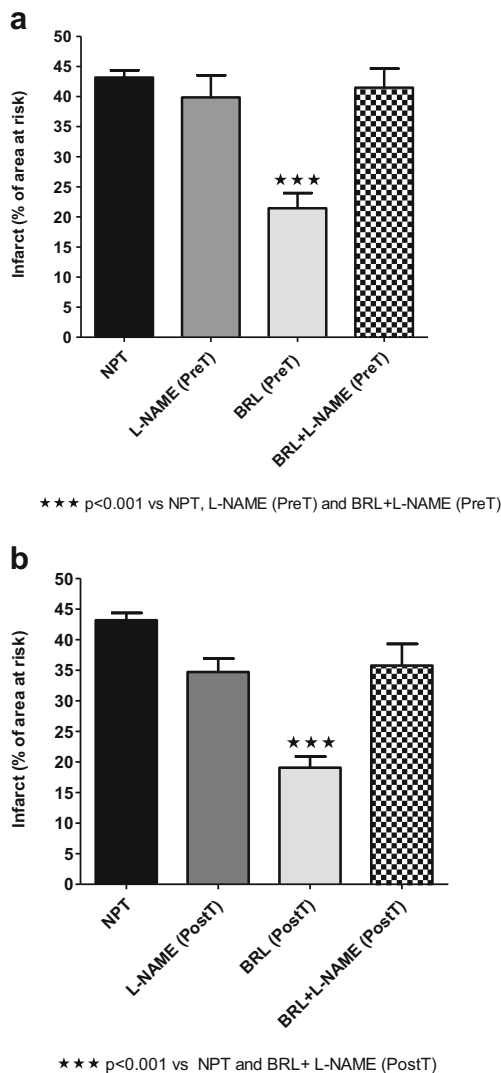 a
50
45
40
35
30
25
20
15
10
5
0
Infarct (% of area at risk)
★★★
NPT
L-NAME (PreT)
BRL (PreT)
BRL+L-NAME (PreT)
★★★ p<0.001 vs NPT, L-NAME (PreT) and BRL+L-NAME (PreT)
b
50
45
40
35
30
25
20
15
10
5
0
Infarct (% of area at risk)
★★★
NPT
L-NAME (PostT)
BRL (PostT)
BRL+L-NAME (PostT)
★★★ p<0.001 vs NPT and BRL+ L-NAME (PostT)